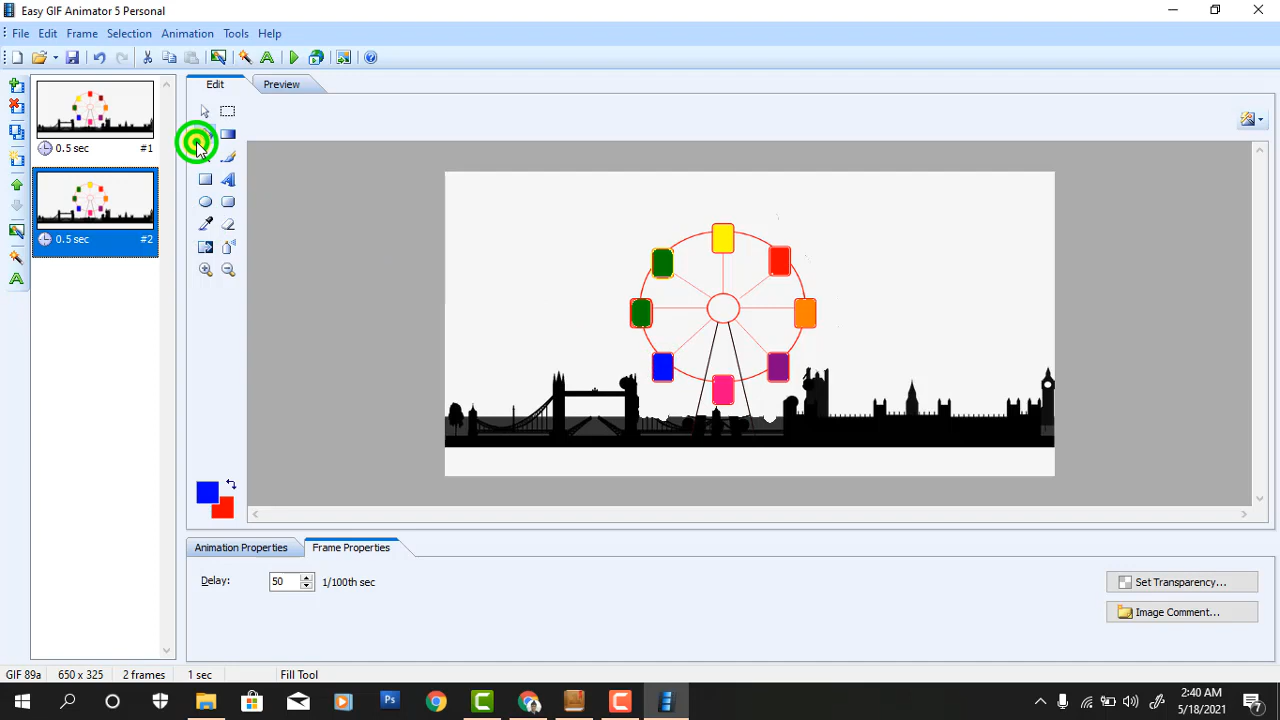 Easy GIF Animator 5 Personal
File Edit Frame Selection Animation Tools Help
Edit Preview
0.5 sec #1
0.5 sec #2
Animation Properties Frame Properties
Delay: 50 1/100th sec
Set Transparency...
Image Comment...
GIF 89a 650 x 325 2 frames 1 sec Fill Tool
Ps
2:40 AM
5/18/2021
7